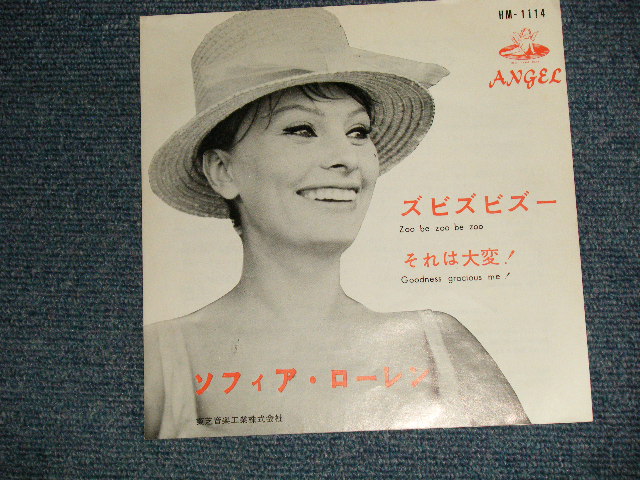 HM-1114
ANGEL
ズビズビズー
Zoo be zoo be zoo
それは大変!
Goodness gracious me!
ソフィア・ローレン
東芝音楽工業株式会社